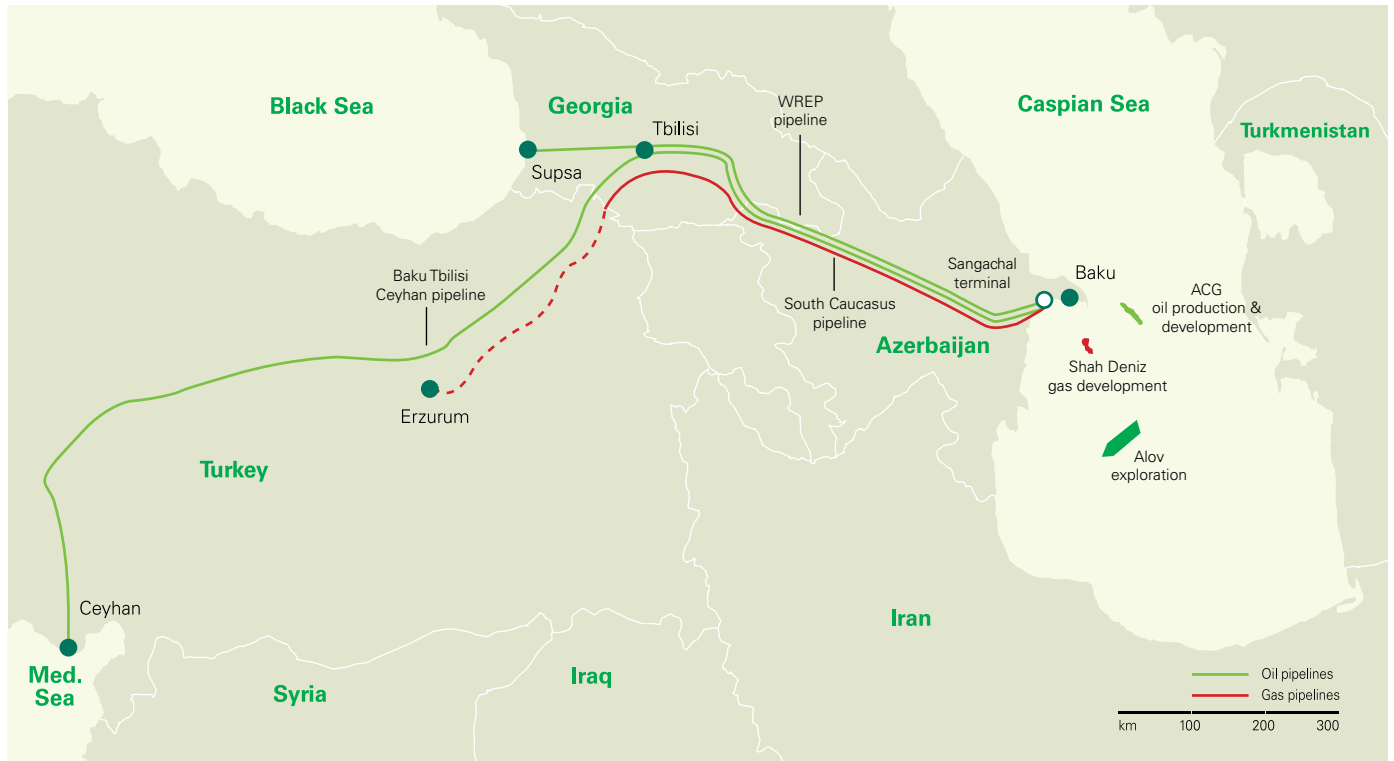 Black Sea
Georgia
WREP
pipeline
Caspian Sea
Turkmenistan
Tbilisi
Supsa
Baku Tbilisi
Ceyhan pipeline
Sangachal
terminal
Baku
ACG
oil production &
development
South Caucasus
pipeline
Azerbaijan
Shah Deniz
gas development
Erzurum
Turkey
Alov
exploration
Ceyhan
Iran
Med.
Sea
Syria
Iraq
Oil pipelines
Gas pipelines
km 100 200 300